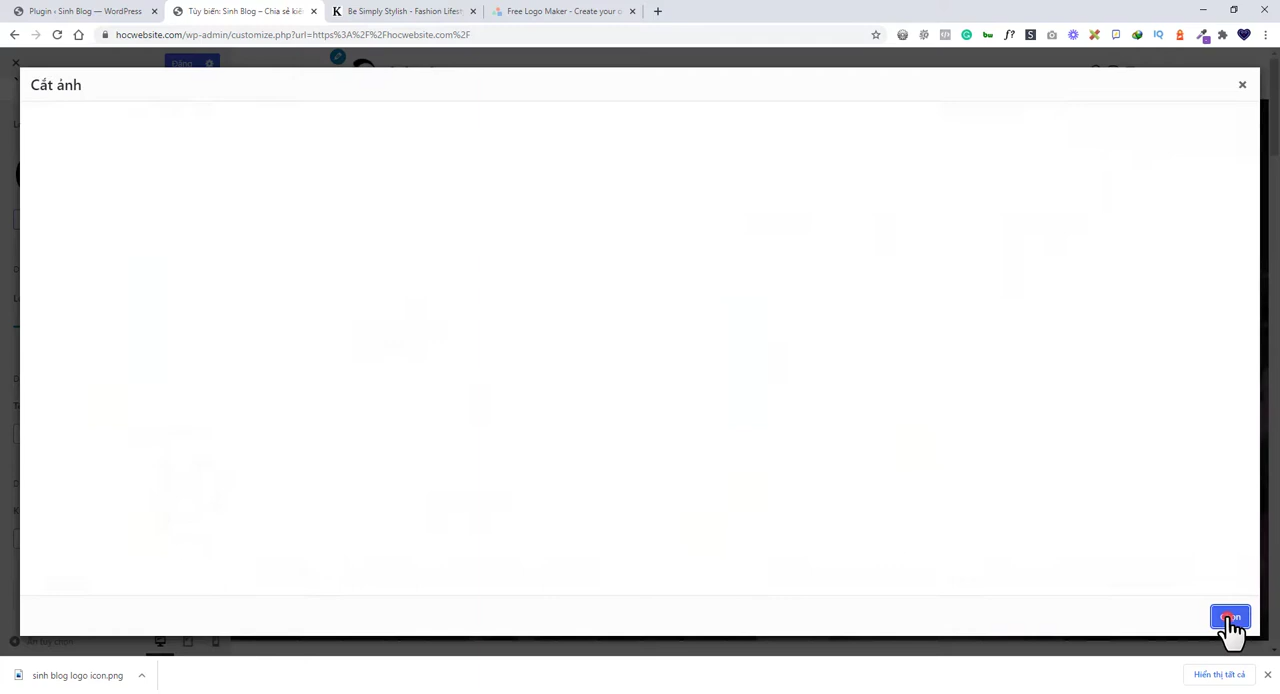 Plugin ‹ Sinh Blog — WordPress
Tùy biến: Sinh Blog – Chia sẻ kiế
Be Simply Stylish - Fashion Lifest
Free Logo Maker - Create your o
hocwebsite.com/wp-admin/customize.php?url=https%3A%2F%2Fhocwebsite.com%2F
Đăng
Cắt ảnh
sinh blog logo icon.png
Hiển thị tất cả